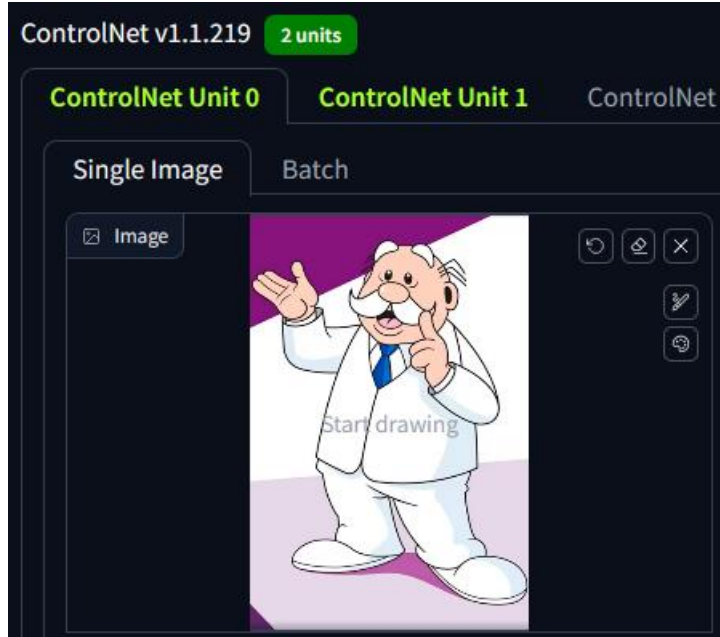 ControlNet v1.1.219 2 units
ControlNet Unit 0 ControlNet Unit 1 ControlNet
Single Image Batch
Image
Start drawing